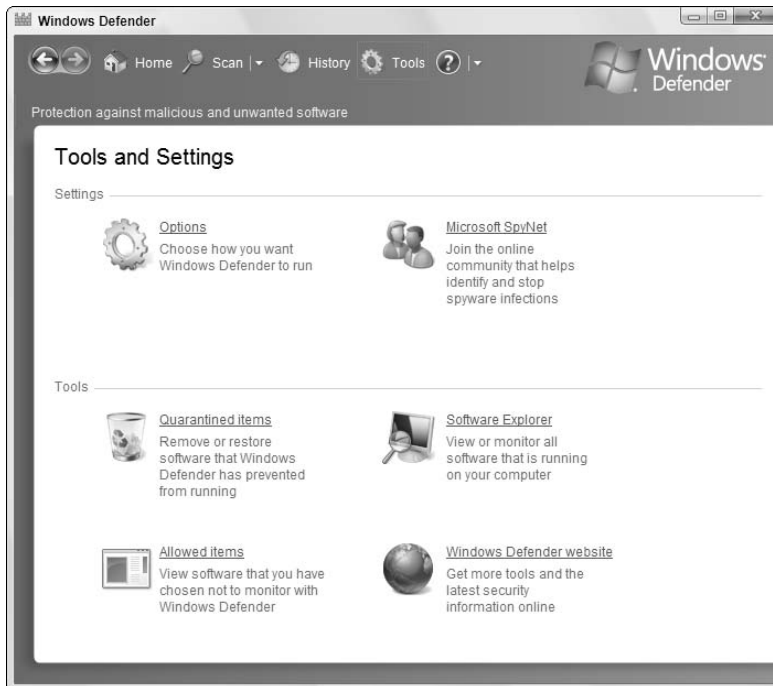 Windows Defender
Home Scan History Tools ?
Windows
Defender
Protection against malicious and unwanted software
Tools and Settings
Settings
Options
Choose how you want
Windows Defender to run
Microsoft SpyNet
Join the online
community that helps
identify and stop
spyware infections
Tools
Quarantined items
Remove or restore
software that Windows
Defender has prevented
from running
Software Explorer
View or monitor all
software that is running
on your computer
Allowed items
View software that you have
chosen not to monitor with
Windows Defender
Windows Defender website
Get more tools and the
latest security
information online